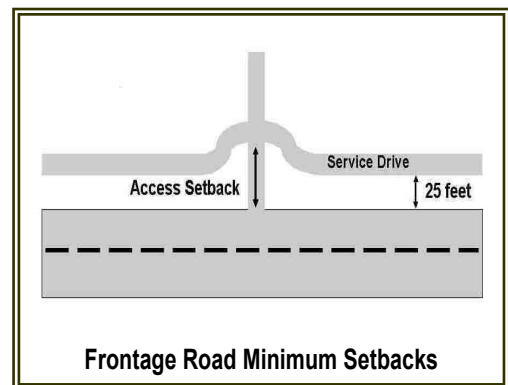 Service Drive
Access Setback
25 feet
Frontage Road Minimum Setbacks